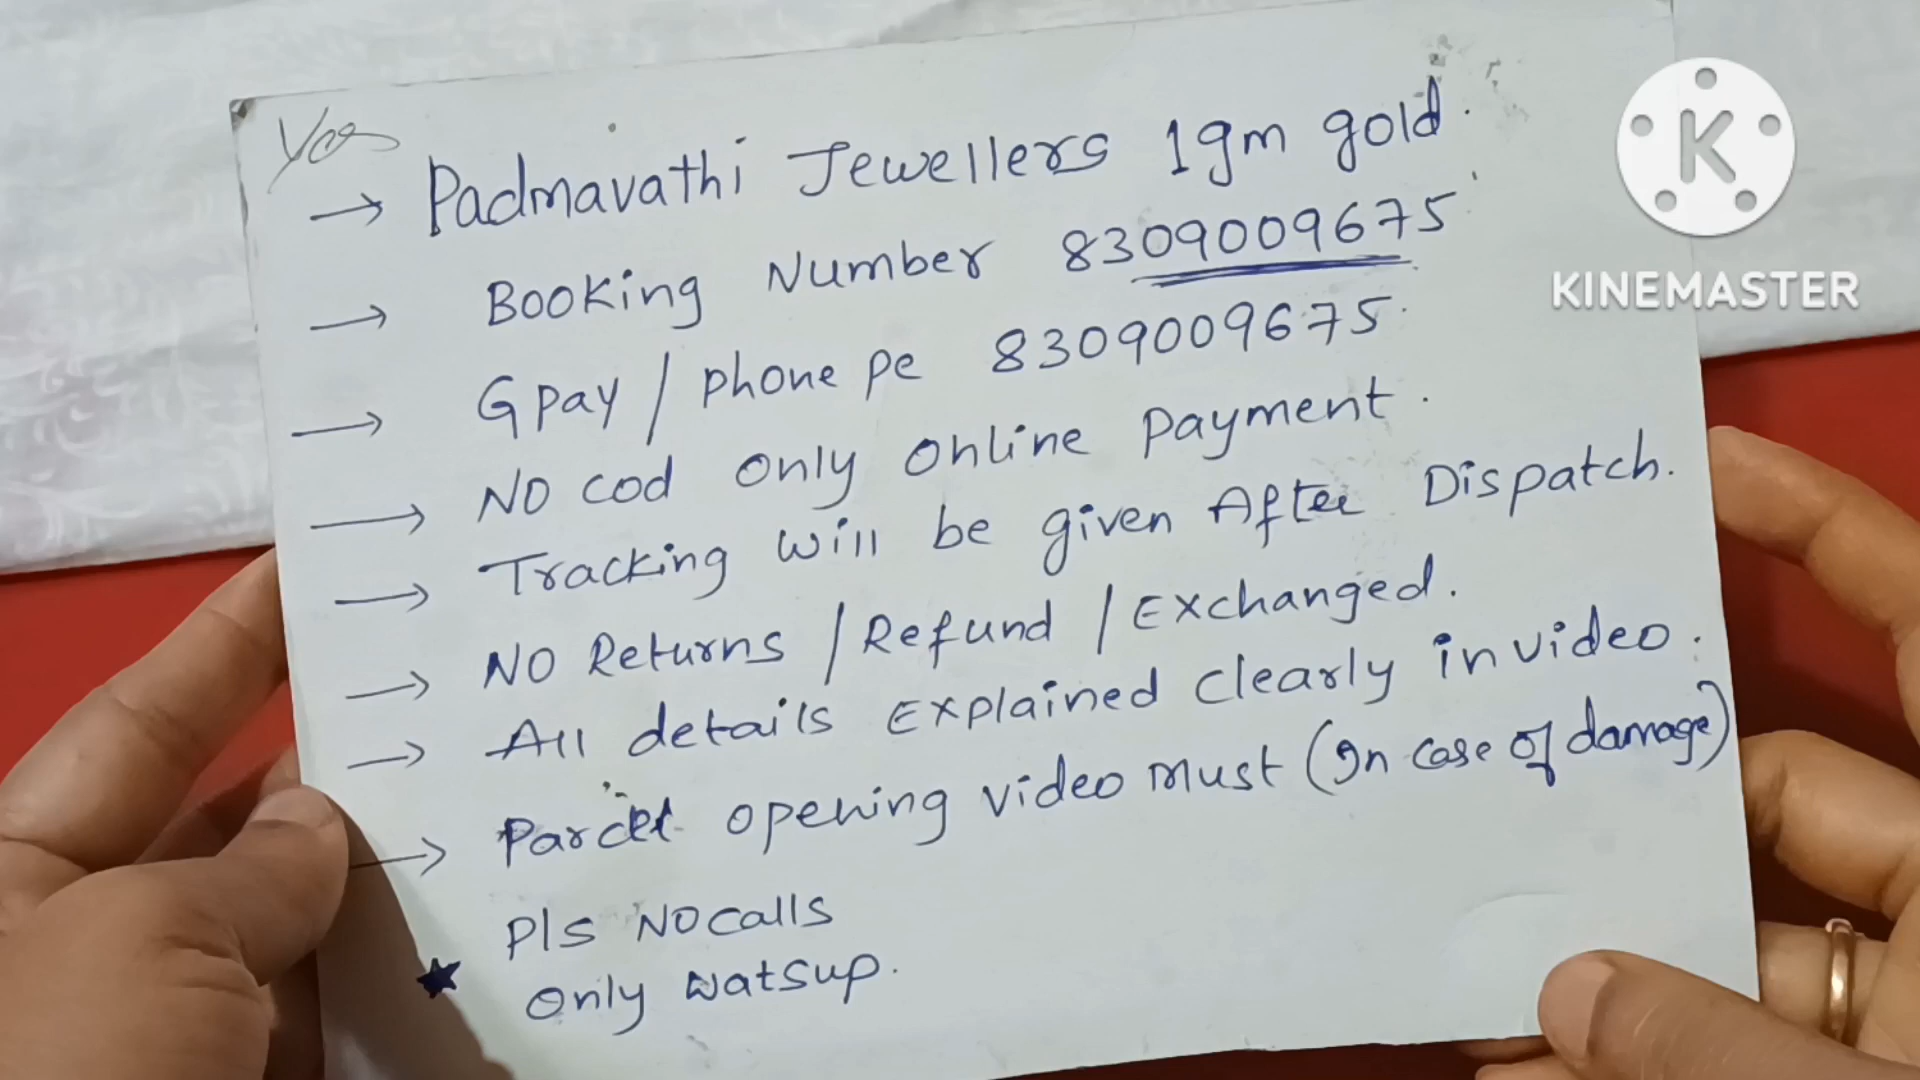 Yes
→ Padmavathi Jewellers 1gm gold.
→ Booking Number 8309009675
→ Gpay / phone pe 8309009675.
→ NO cod only online payment.
→ Tracking will be given After Dispatch.
→ NO Returns / Refund / Exchanged.
→ All details Explained clearly in video.
→ Parcel opening video must (In case of damage)
Pls No calls
★ only watsup.
K
KINEMASTER